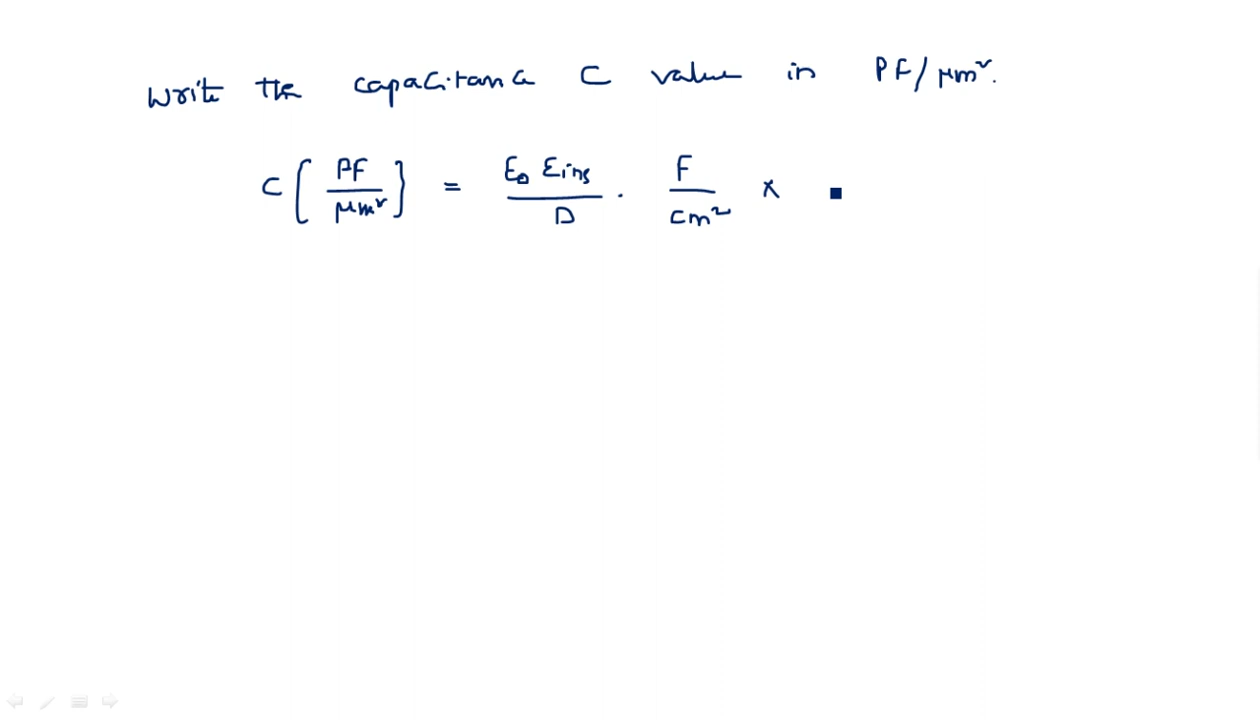 Write the capacitance C value in PF/μm².
C [ PF / μm² ] = ε₀ εins / D . F / cm² ×